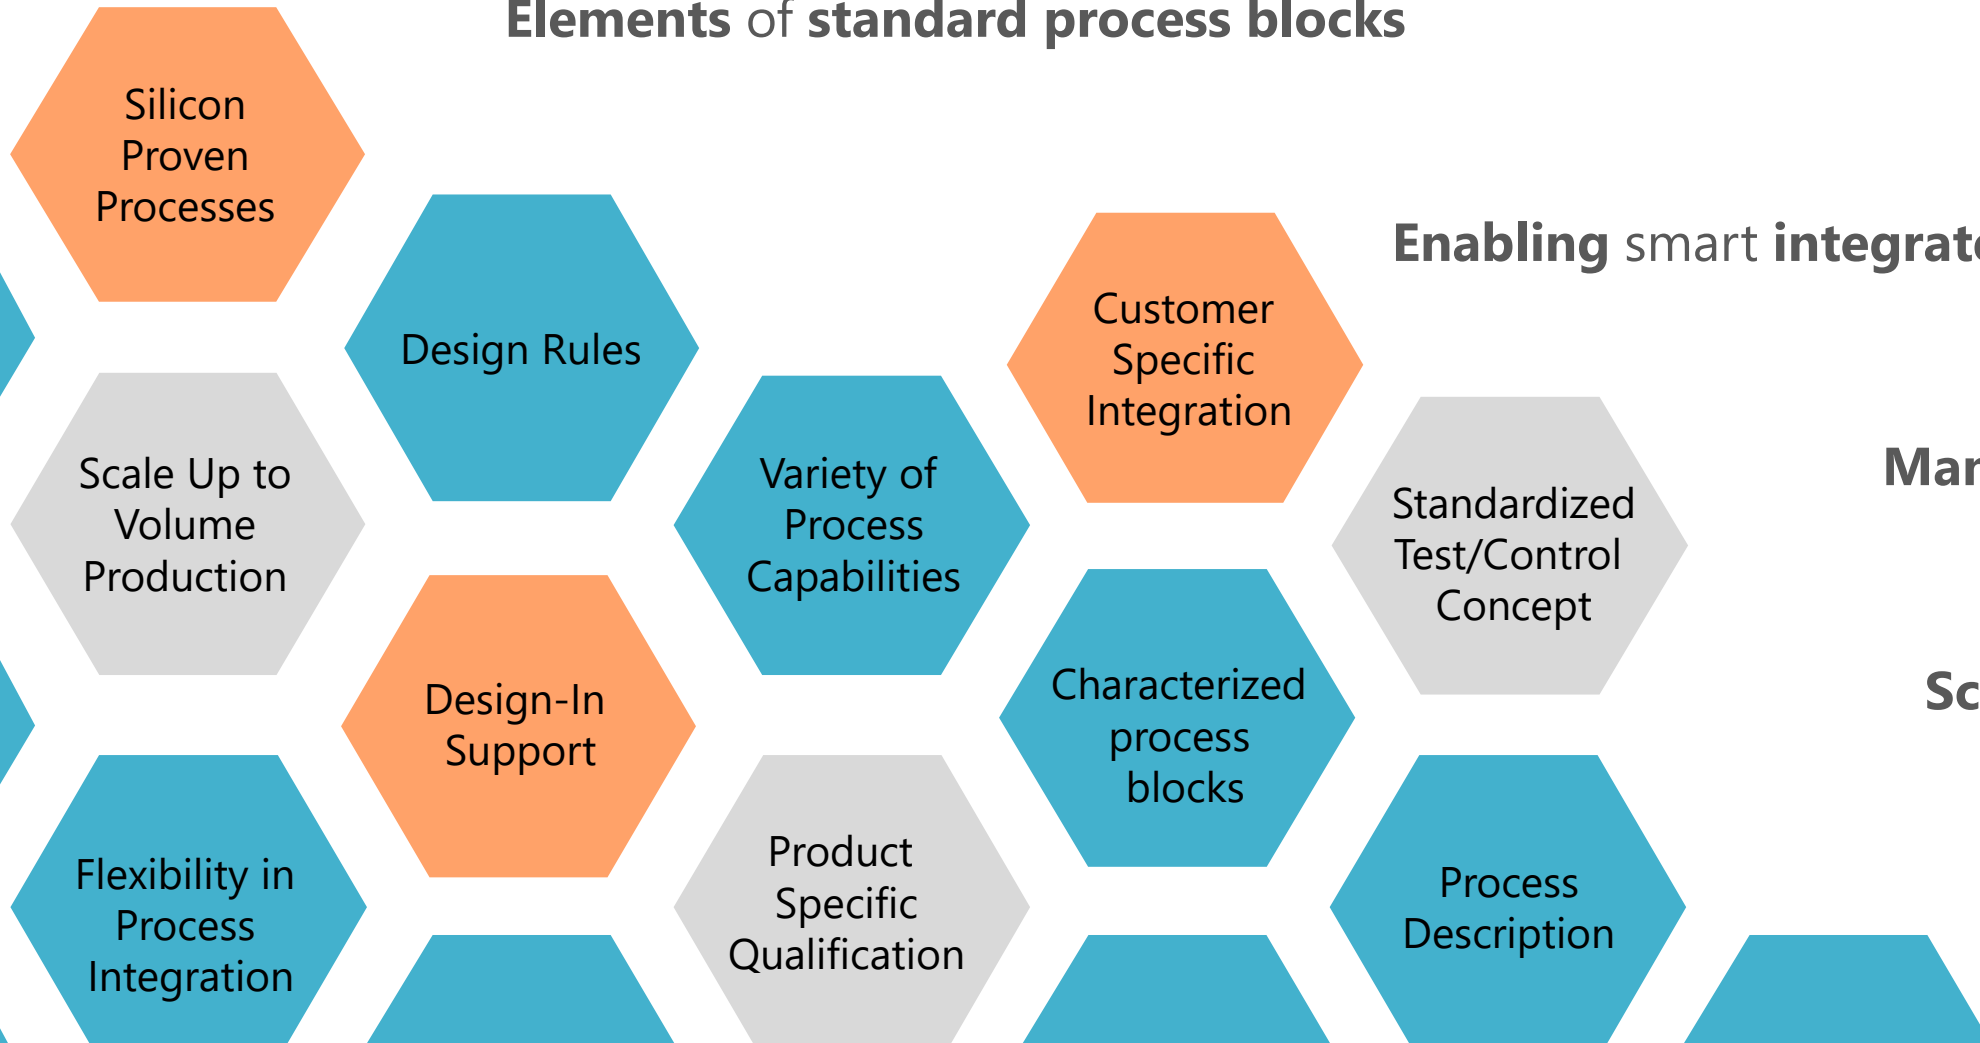 Elements of standard process blocks
Silicon
Proven
Processes
Design Rules
Customer
Specific
Integration
Enabling smart
Scale Up to
Volume
Production
Variety of
Process
Capabilities
Standardized
Test/Control
Concept
Design-In
Support
Characterized
process
blocks
Flexibility in
Process
Integration
Product
Specific
Qualification
Process
Description